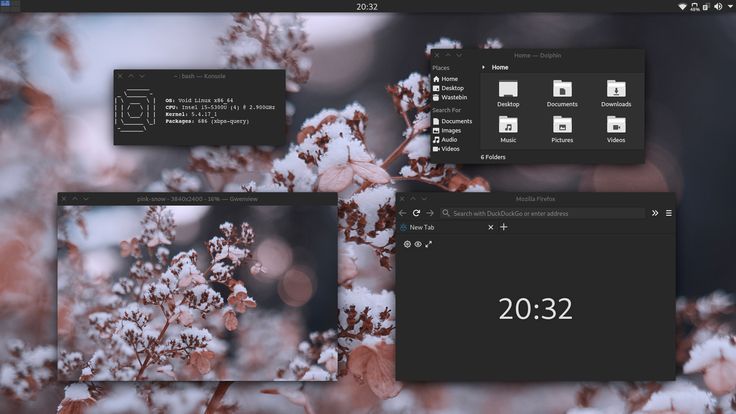 20:32
48%
~ : bash — Konsole
OS: Void Linux x86_64
CPU: Intel i5-5300U (4) @ 2.900GHz
Kernel: 5.4.17_1
Packages: 686 (xbps-query)
Home — Dolphin
Places
Home
Desktop
Wastebin
Search For
Documents
Images
Audio
Videos
Home
Desktop
Documents
Downloads
Music
Pictures
Videos
6 Folders
pink-snow - 3840x2400 - 16% — Gwenview
Mozilla Firefox
Search with DuckDuckGo or enter address
New Tab
20:32